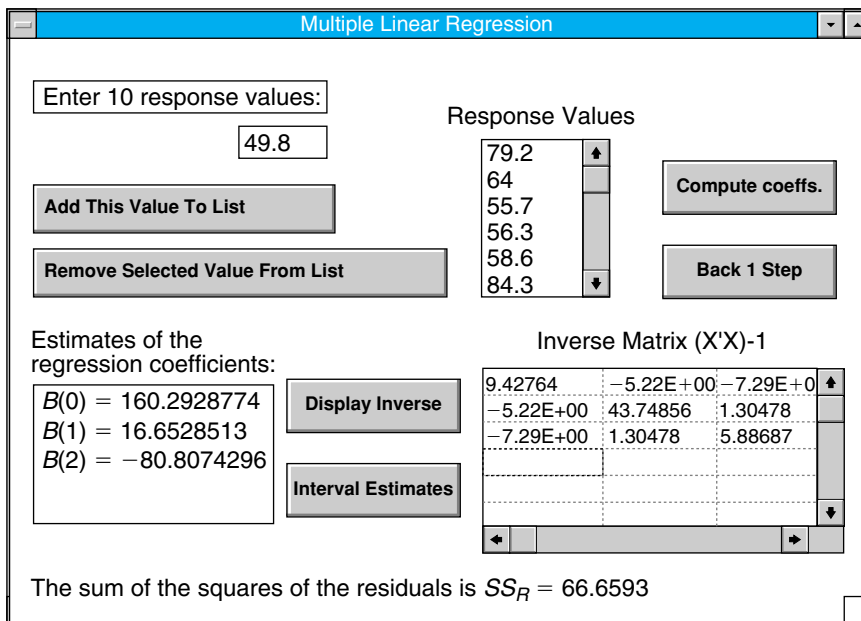 Multiple Linear Regression
Enter 10 response values:
49.8
Response Values
79.2
64
55.7
56.3
58.6
84.3
Add This Value To List
Remove Selected Value From List
Compute coeffs.
Back 1 Step
Estimates of the
regression coefficients:
B(0) = 160.2928774
B(1) = 16.6528513
B(2) = −80.8074296
Display Inverse
Interval Estimates
Inverse Matrix (X'X)-1
9.42764 −5.22E+00 −7.29E+0
−5.22E+00 43.74856 1.30478
−7.29E+00 1.30478 5.88687
The sum of the squares of the residuals is SSR = 66.6593